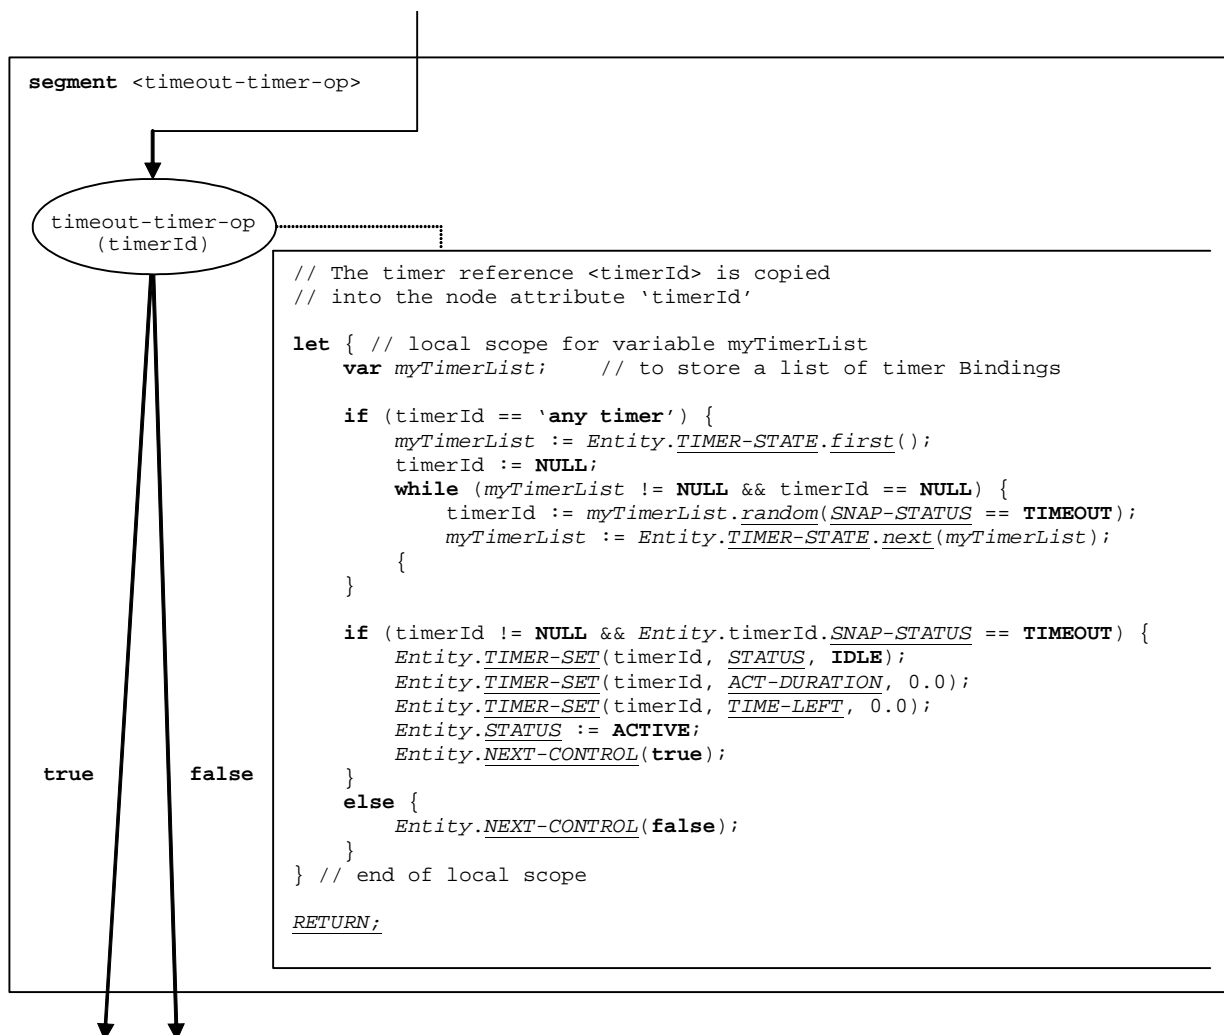 segment <timeout-timer-op>
timeout-timer-op
(timerId)
// The timer reference <timerId> is copied
// into the node attribute ‘timerId’
let { // local scope for variable myTimerList
var myTimerList; // to store a list of timer Bindings
if (timerId == ‘any timer’) {
myTimerList := Entity.TIMER-STATE.first();
timerId := NULL;
while (myTimerList != NULL && timerId == NULL) {
timerId := myTimerList.random(SNAP-STATUS == TIMEOUT);
myTimerList := Entity.TIMER-STATE.next(myTimerList);
{
}
if (timerId != NULL && Entity.timerId.SNAP-STATUS == TIMEOUT) {
Entity.TIMER-SET(timerId, STATUS, IDLE);
Entity.TIMER-SET(timerId, ACT-DURATION, 0.0);
Entity.TIMER-SET(timerId, TIME-LEFT, 0.0);
Entity.STATUS := ACTIVE;
Entity.NEXT-CONTROL(true);
}
else {
Entity.NEXT-CONTROL(false);
}
} // end of local scope
RETURN;
true
false